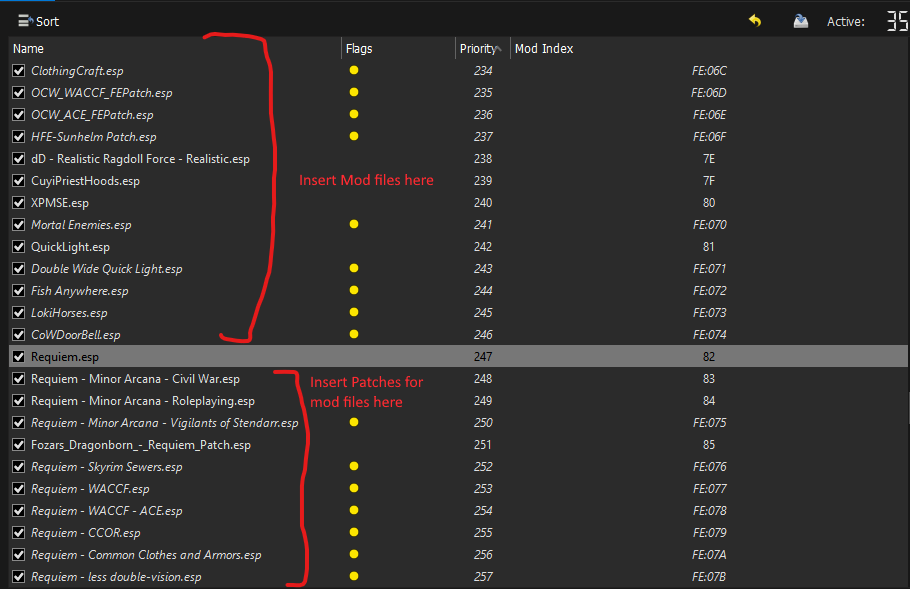 Sort Active: 35
Name Flags Priority Mod Index
ClothingCraft.esp 234 FE:06C
OCW_WACCF_FEPatch.esp 235 FE:06D
OCW_ACE_FEPatch.esp 236 FE:06E
HFE-Sunhelm Patch.esp 237 FE:06F
dD - Realistic Ragdoll Force - Realistic.esp 238 7E
CuyiPriestHoods.esp Insert Mod files here 239 7F
XPMSE.esp 240 80
Mortal Enemies.esp 241 FE:070
QuickLight.esp 242 81
Double Wide Quick Light.esp 243 FE:071
Fish Anywhere.esp 244 FE:072
LokiHorses.esp 245 FE:073
CoWDoorBell.esp 246 FE:074
Requiem.esp 247 82
Requiem - Minor Arcana - Civil War.esp Insert Patches for 248 83
Requiem - Minor Arcana - Roleplaying.esp mod files here 249 84
Requiem - Minor Arcana - Vigilants of Stendarr.esp 250 FE:075
Fozars_Dragonborn_-_Requiem_Patch.esp 251 85
Requiem - Skyrim Sewers.esp 252 FE:076
Requiem - WACCF.esp 253 FE:077
Requiem - WACCF - ACE.esp 254 FE:078
Requiem - CCOR.esp 255 FE:079
Requiem - Common Clothes and Armors.esp 256 FE:07A
Requiem - less double-vision.esp 257 FE:07B